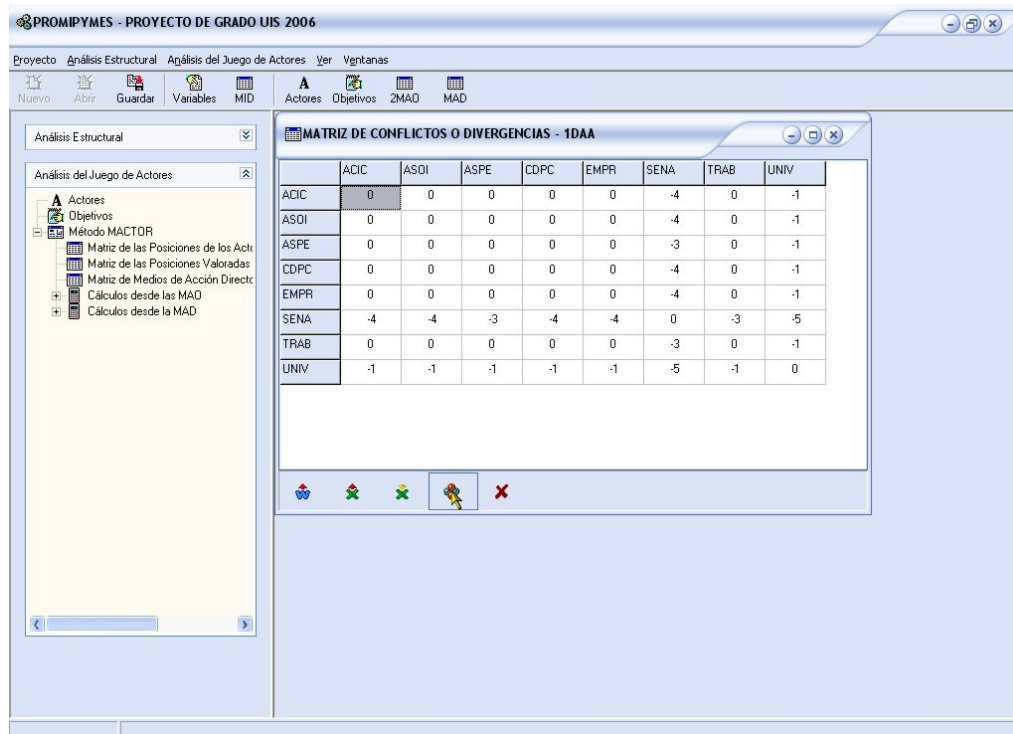 PROMIPYMES - PROYECTO DE GRADO UIS 2006
Proyecto Análisis Estructural Análisis del Juego de Actores Ver Ventanas
Nuevo Abrir Guardar Variables MID Actores Objetivos 2MAO MAD
Análisis Estructural
Análisis del Juego de Actores
Actores
Objetivos
Método MACTOR
Matriz de las Posiciones de los Acto
Matriz de las Posiciones Valoradas
Matriz de Medios de Acción Directo
Cálculos desde las MAO
Cálculos desde la MAD
MATRIZ DE CONFLICTOS O DIVERGENCIAS - 1DAA
ACIC ASOI ASPE CDPC EMPR SENA TRAB UNIV
ACIC 0 0 0 0 0 -4 0 -1
ASOI 0 0 0 0 0 -4 0 -1
ASPE 0 0 0 0 0 -3 0 -1
CDPC 0 0 0 0 0 -4 0 -1
EMPR 0 0 0 0 0 -4 0 -1
SENA -4 -4 -3 -4 -4 0 -3 -5
TRAB 0 0 0 0 0 -3 0 -1
UNIV -1 -1 -1 -1 -1 -5 -1 0